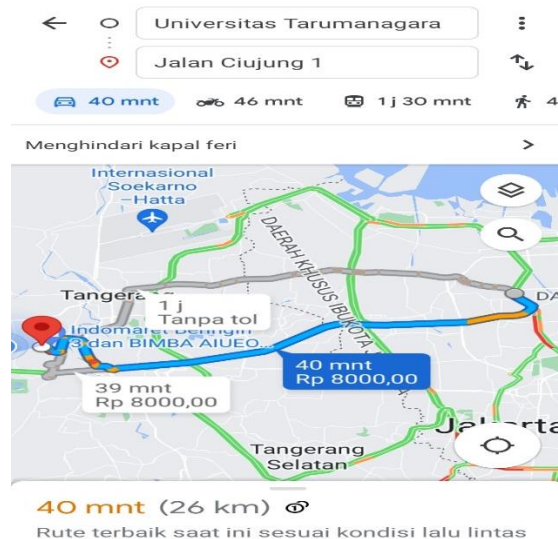 Universitas Tarumanagara
Jalan Ciujung 1
40 mnt
46 mnt
1 j 30 mnt
4
Menghindari kapal feri
Internasional
Soekarno
–Hatta
DAERAH KHUSUS IBUKOTA J
DA
Tangera
1 j
Tanpa tol
Indomaret Beringin
3 dan BIMBA AIUEO...
40 mnt
Rp 8000,00
39 mnt
Rp 8000,00
Jakarta
Tangerang
Selatan
40 mnt (26 km)
Rute terbaik saat ini sesuai kondisi lalu lintas